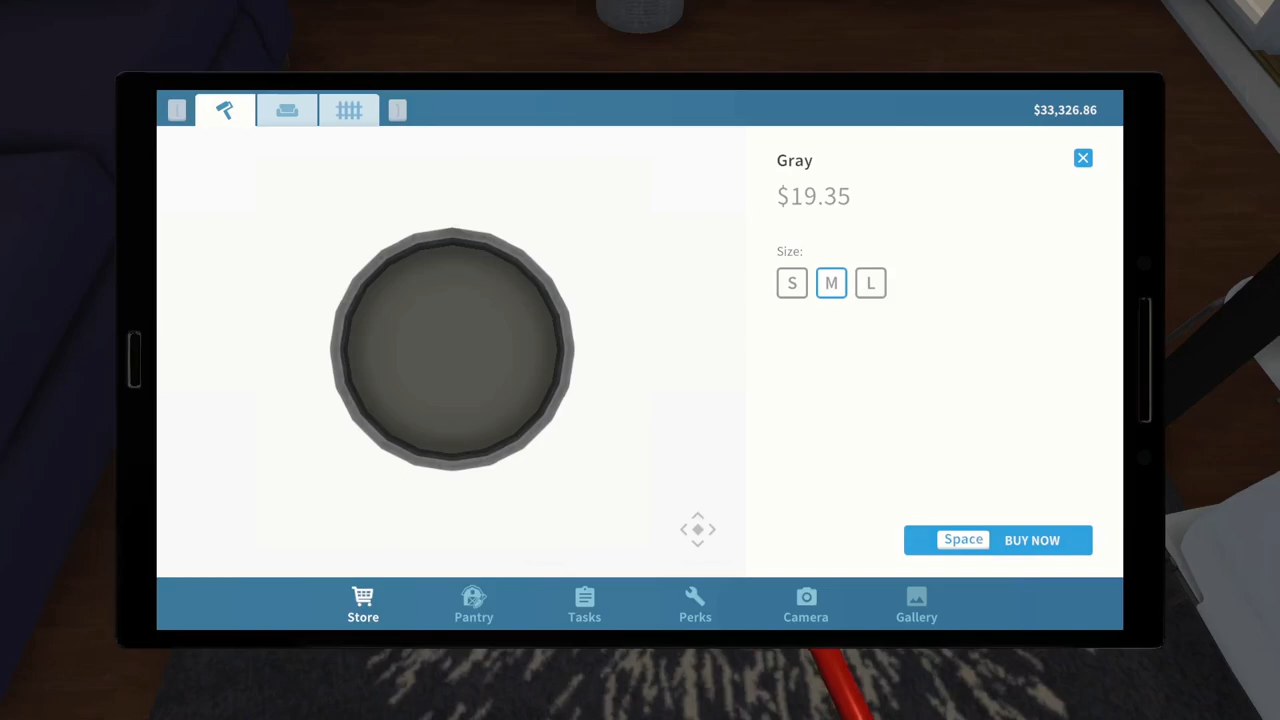 $33,326.86
Gray
$19.35
Size:
S M L
Space BUY NOW
Store Pantry Tasks Perks Camera Gallery